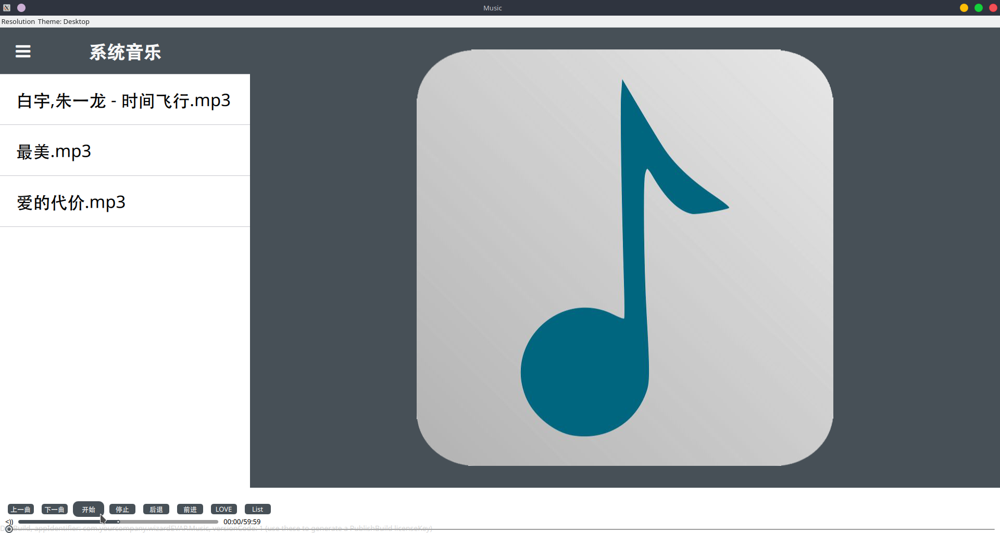 Music
Resolution Theme: Desktop
系统音乐
白宇,朱一龙 - 时间飞行.mp3
最美.mp3
爱的代价.mp3
上一曲 下一曲 开始 停止 后退 前进 LOVE List
<)) 00:00/59:59
Build, appIdentifier: com.yourcompany.wizardEVAP.Music, versionCode: 1 (use these to generate a PublishBuild licenseKey)